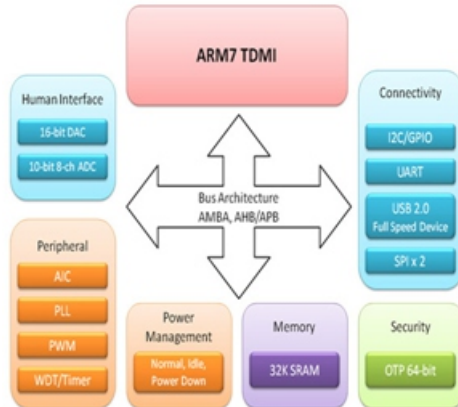 ARM7 TDMI
Human Interface
16-bit DAC
10-bit 8-ch ADC
Connectivity
I2C/GPIO
UART
USB 2.0
Full Speed Device
SPI x 2
Bus Architecture
AMBA, AHB/APB
Peripheral
AIC
PLL
PWM
WDT/Timer
Power
Management
Normal, Idle,
Power Down
Memory
32K SRAM
Security
OTP 64-bit